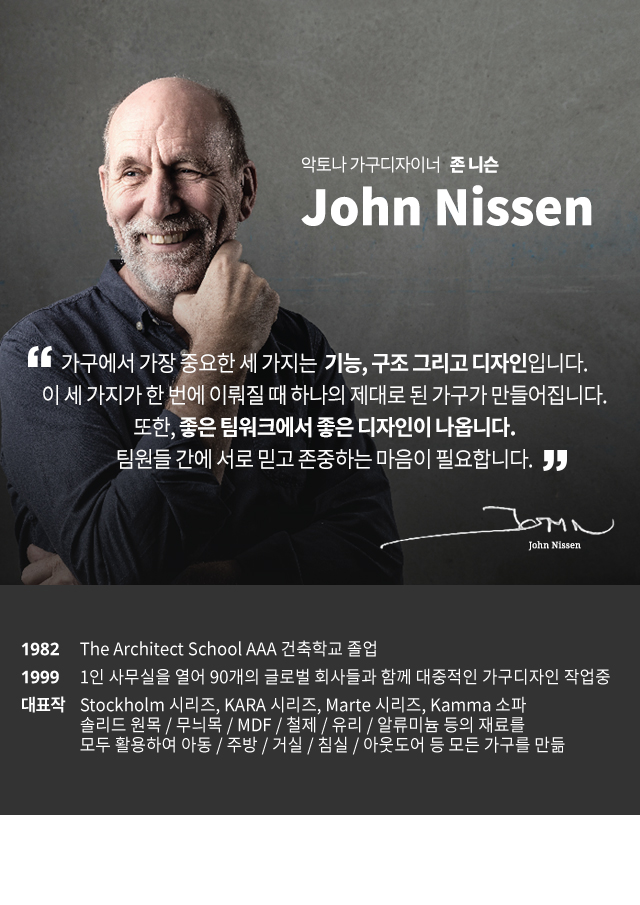 악토나 가구디자이너 존 니슨
John Nissen
“ 가구에서 가장 중요한 세 가지는 기능, 구조 그리고 디자인입니다.
이 세 가지가 한 번에 이뤄질 때 하나의 제대로 된 가구가 만들어집니다.
또한, 좋은 팀워크에서 좋은 디자인이 나옵니다.
팀원들 간에 서로 믿고 존중하는 마음이 필요합니다. ”
JOHN
John Nissen
1982 The Architect School AAA 건축학교 졸업
1999 1인 사무실을 열어 90개의 글로벌 회사들과 함께 대중적인 가구디자인 작업중
대표작 Stockholm 시리즈, KARA 시리즈, Marte 시리즈, Kamma 소파
솔리드 원목 / 무늬목 / MDF / 철제 / 유리 / 알류미늄 등의 재료를
모두 활용하여 아동 / 주방 / 거실 / 침실 / 아웃도어 등 모든 가구를 만듦